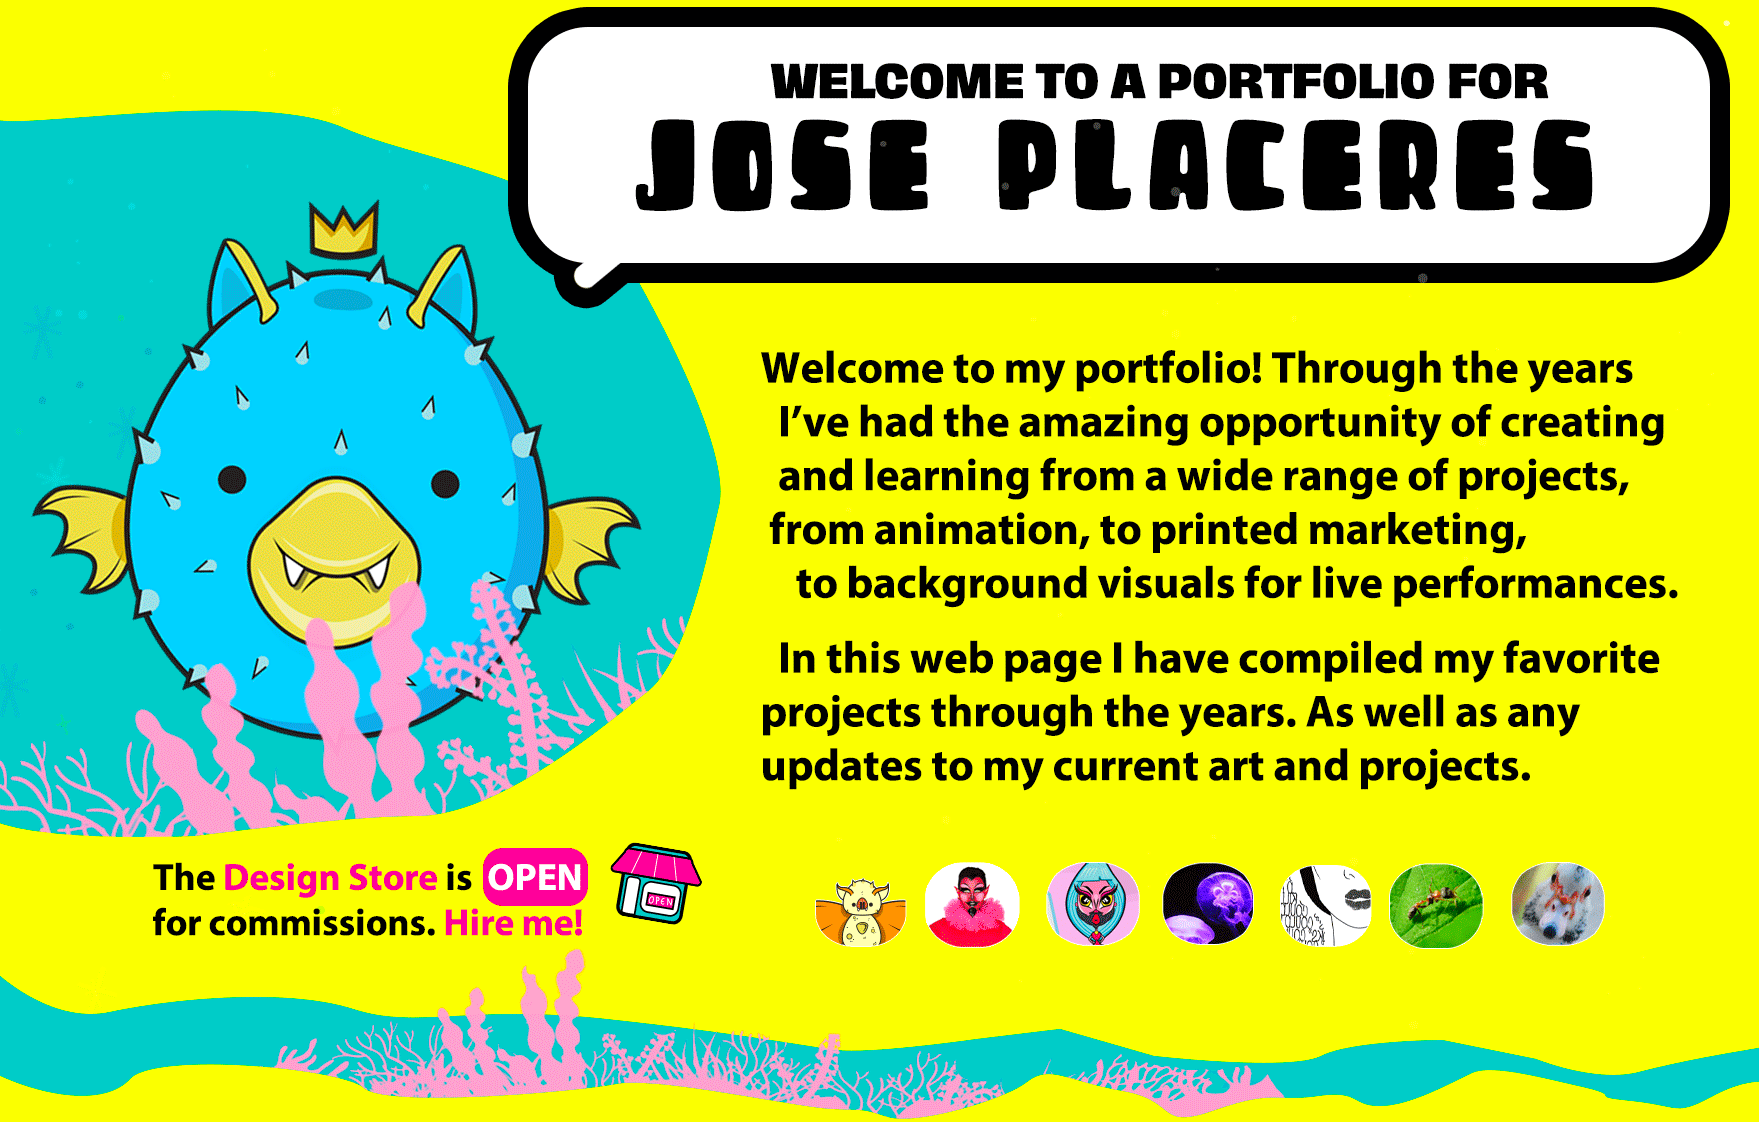 WELCOME TO A PORTFOLIO FOR
JOSE PLACERES
Welcome to my portfolio! Through the years
I’ve had the amazing opportunity of creating
and learning from a wide range of projects,
from animation, to printed marketing,
to background visuals for live performances.
In this web page I have compiled my favorite
projects through the years. As well as any
updates to my current art and projects.
The Design Store is OPEN
for commissions. Hire me!
OPEN